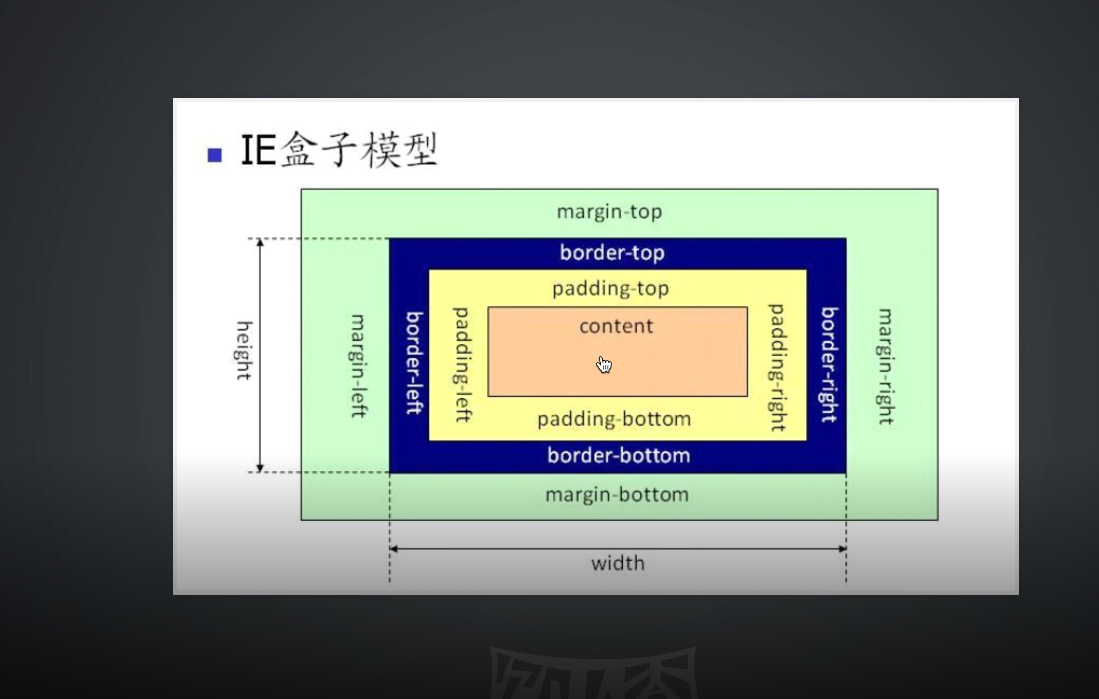 IE盒子模型
margin-top
border-top
padding-top
content
height
margin-left
border-left
padding-left
padding-right
border-right
margin-right
padding-bottom
border-bottom
margin-bottom
width